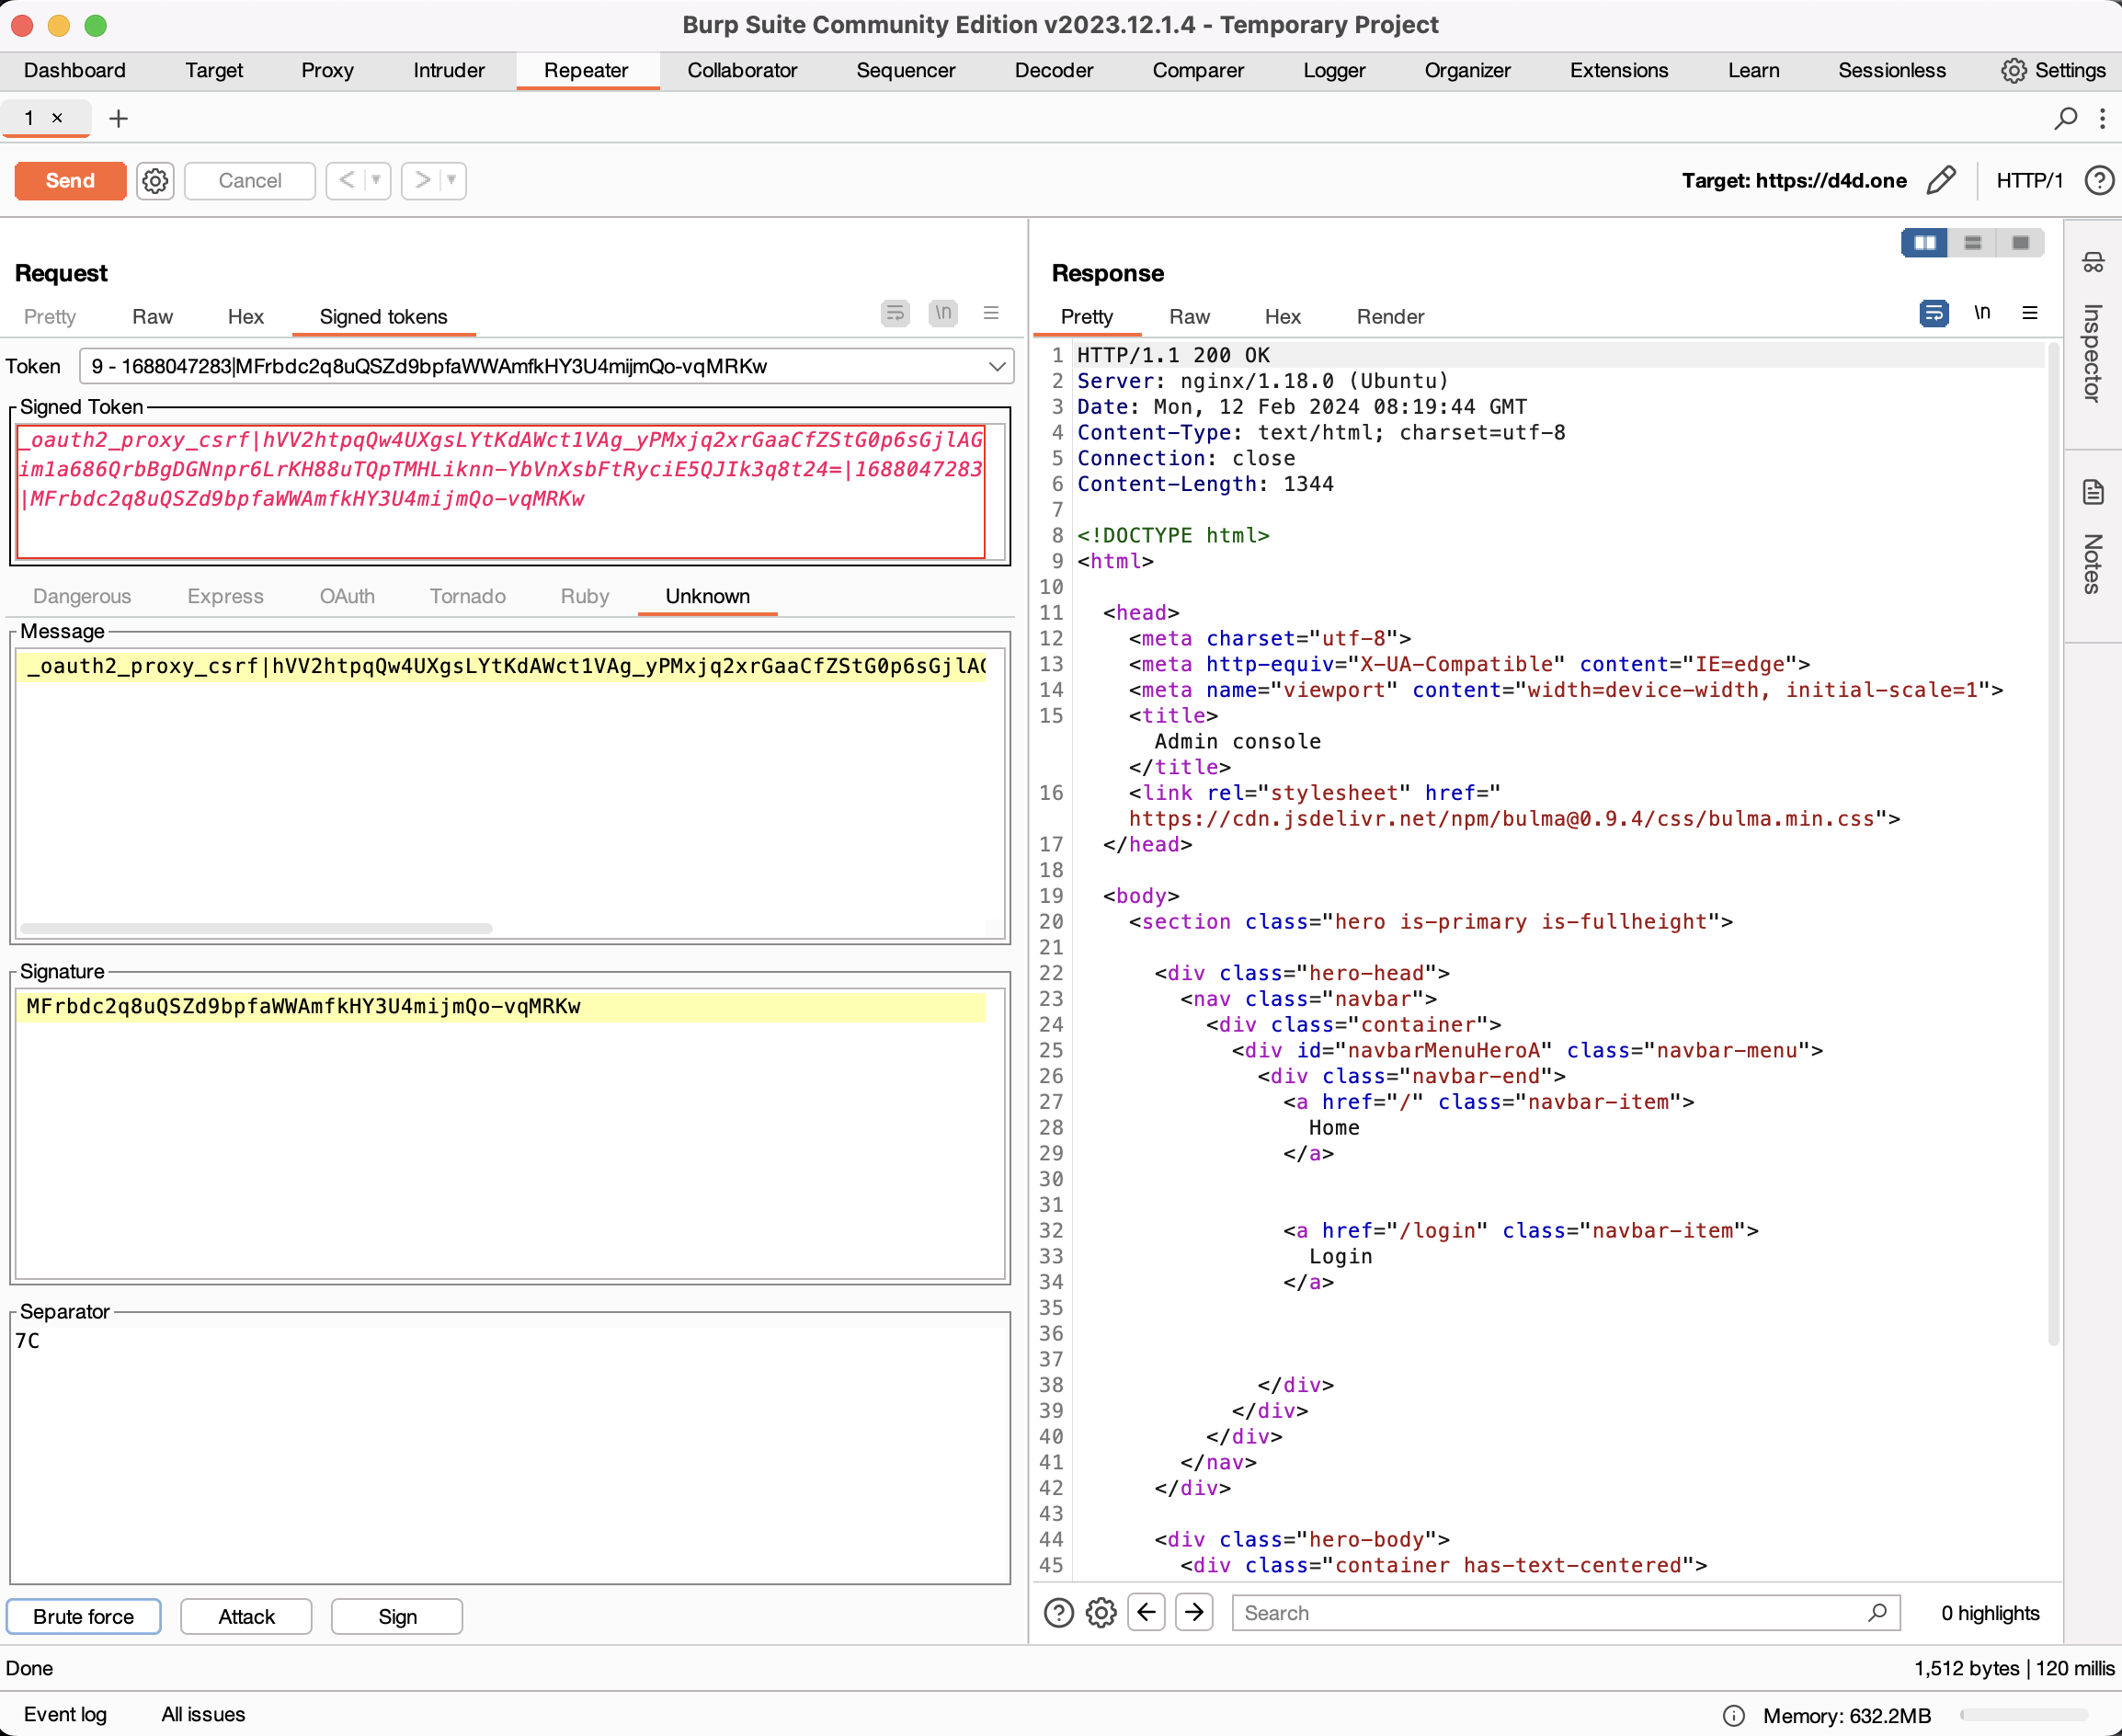 Burp Suite Community Edition v2023.12.1.4 - Temporary Project
Dashboard Target Proxy Intruder Repeater Collaborator Sequencer Decoder Comparer Logger Organizer Extensions Learn Sessionless Settings
1 × +
Send Cancel < > Target: https://d4d.one HTTP/1 ?
Request
Pretty Raw Hex Signed tokens \n
Token 9 - 1688047283|MFrbdc2q8uQSZd9bpfaWWAmfkHY3U4mijmQo-vqMRKw
Signed Token
_oauth2_proxy_csrf|hVV2htpqQw4UXgsLYtKdAWct1VAg_yPMxjq2xrGaaCfZStG0p6sGjlAG
im1a686QrbBgDGNnpr6LrKH88uTQpTMHLiknn-YbVnXsbFtRyciE5QJIk3q8t24=|1688047283
|MFrbdc2q8uQSZd9bpfaWWAmfkHY3U4mijmQo-vqMRKw
Dangerous Express OAuth Tornado Ruby Unknown
Message
_oauth2_proxy_csrf|hVV2htpqQw4UXgsLYtKdAWct1VAg_yPMxjq2xrGaaCfZStG0p6sGjlA
Signature
MFrbdc2q8uQSZd9bpfaWWAmfkHY3U4mijmQo-vqMRKw
Separator
7C
Brute force Attack Sign
Response
Pretty Raw Hex Render \n
1 HTTP/1.1 200 OK
2 Server: nginx/1.18.0 (Ubuntu)
3 Date: Mon, 12 Feb 2024 08:19:44 GMT
4 Content-Type: text/html; charset=utf-8
5 Connection: close
6 Content-Length: 1344
7
8 <!DOCTYPE html>
9 <html>
10
11 <head>
12 <meta charset="utf-8">
13 <meta http-equiv="X-UA-Compatible" content="IE=edge">
14 <meta name="viewport" content="width=device-width, initial-scale=1">
15 <title>
Admin console
</title>
16 <link rel="stylesheet" href="
https://cdn.jsdelivr.net/npm/bulma@0.9.4/css/bulma.min.css">
17 </head>
18
19 <body>
20 <section class="hero is-primary is-fullheight">
21
22 <div class="hero-head">
23 <nav class="navbar">
24 <div class="container">
25 <div id="navbarMenuHeroA" class="navbar-menu">
26 <div class="navbar-end">
27 <a href="/" class="navbar-item">
28 Home
29 </a>
30
31
32 <a href="/login" class="navbar-item">
33 Login
34 </a>
35
36
37
38 </div>
39 </div>
40 </div>
41 </nav>
42 </div>
43
44 <div class="hero-body">
45 <div class="container has-text-centered">
? Search 0 highlights
Inspector
Notes
Done 1,512 bytes | 120 millis
Event log All issues Memory: 632.2MB